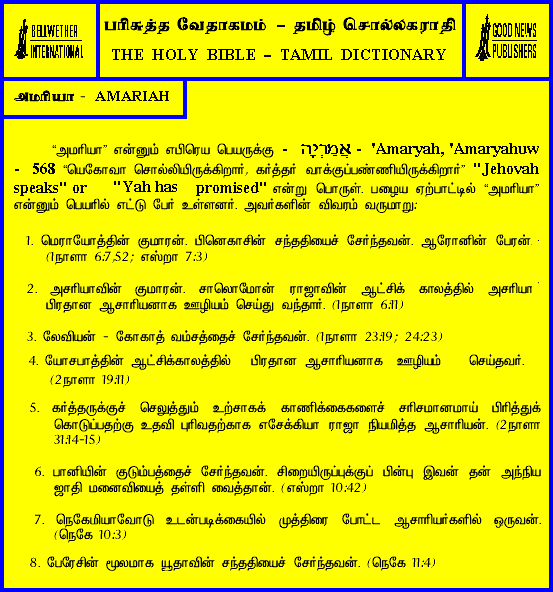 BELLWETHER
INTERNATIONAL
பரிசுத்த வேதாகமம் – தமிழ் சொல்லகராதி
THE HOLY BIBLE – TAMIL DICTIONARY
GOOD NEWS
PUBLISHERS
அமரியா - AMARIAH
“அமரியா” என்னும் எபிரெய பெயருக்கு - אֲמַרְיָה - 'Amaryah, 'Amaryahuw
- 568 “யெகோவா சொல்லியிருக்கிறார், கர்த்தர் வாக்குப்பண்ணியிருக்கிறார்” "Jehovah
speaks" or "Yah has promised" என்று பொருள். பழைய ஏற்பாட்டில் “அமரியா”
என்னும் பெயரில் எட்டு பேர் உள்ளனர். அவர்களின் விவரம் வருமாறு:
1. மெராயோத்தின் குமாரன். பினெகாசின் சந்ததியைச் சேர்ந்தவன். ஆரோனின் பேரன்.
(1நாளா 6:7,52; எஸ்றா 7:3)
2. அசரியாவின் குமாரன். சாலொமோன் ராஜாவின் ஆட்சிக் காலத்தில் அசரியா
பிரதான ஆசாரியனாக ஊழியம் செய்து வந்தார். (1நாளா 6:11)
3. லேவியன் - கோகாத் வம்சத்தைச் சேர்ந்தவன். (1நாளா 23:19; 24:23)
4. யோசபாத்தின் ஆட்சிக்காலத்தில் பிரதான ஆசாரியனாக ஊழியம் செய்தவர்.
(2நாளா 19:11)
5. கர்த்தருக்குச் செலுத்தும் உற்சாகக் காணிக்கைகளைச் சரிசமானமாய் பிரித்துக்
கொடுப்பதற்கு உதவி புரிவதற்காக எசேக்கியா ராஜா நியமித்த ஆசாரியன். (2நாளா
31:14-15)
6. பானியின் குடும்பத்தைச் சேர்ந்தவன். சிறையிருப்புக்குப் பின்பு இவன் தன் அந்நிய
ஜாதி மனைவியைத் தள்ளி வைத்தான். (எஸ்றா 10:42)
7. நெகேமியாவோடு உடன்படிக்கையில் முத்திரை போட்ட ஆசாரியர்களில் ஒருவன்.
(நெகே 10:3)
8. பேரேசின் மூலமாக யூதாவின் சந்ததியைச் சேர்ந்தவன். (நெகே 11:4)